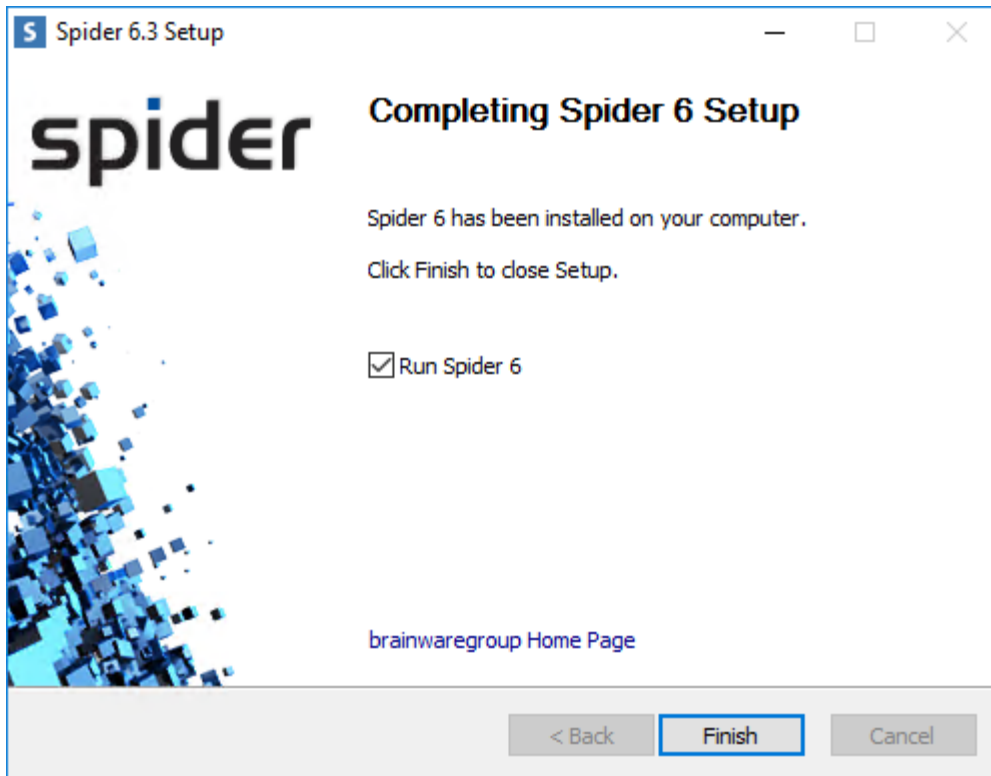 S Spider 6.3 Setup
spider
Completing Spider 6 Setup
Spider 6 has been installed on your computer.
Click Finish to close Setup.
Run Spider 6
brainwaregroup Home Page
< Back Finish Cancel